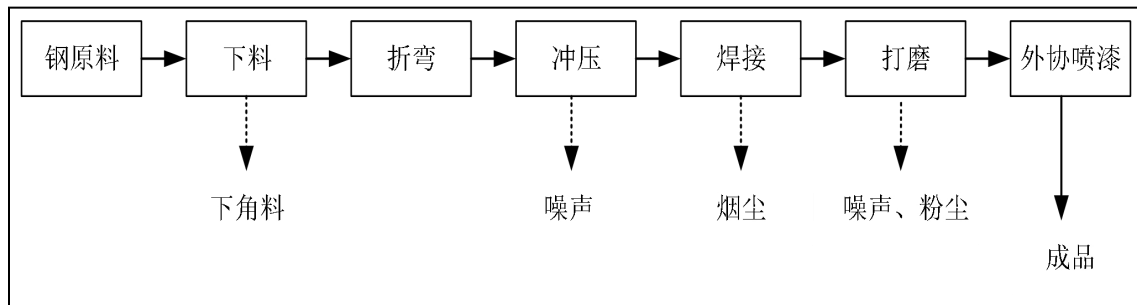 钢原料 下料 折弯 冲压 焊接 打磨 外协喷漆
下角料 噪声 烟尘 噪声、粉尘
成品